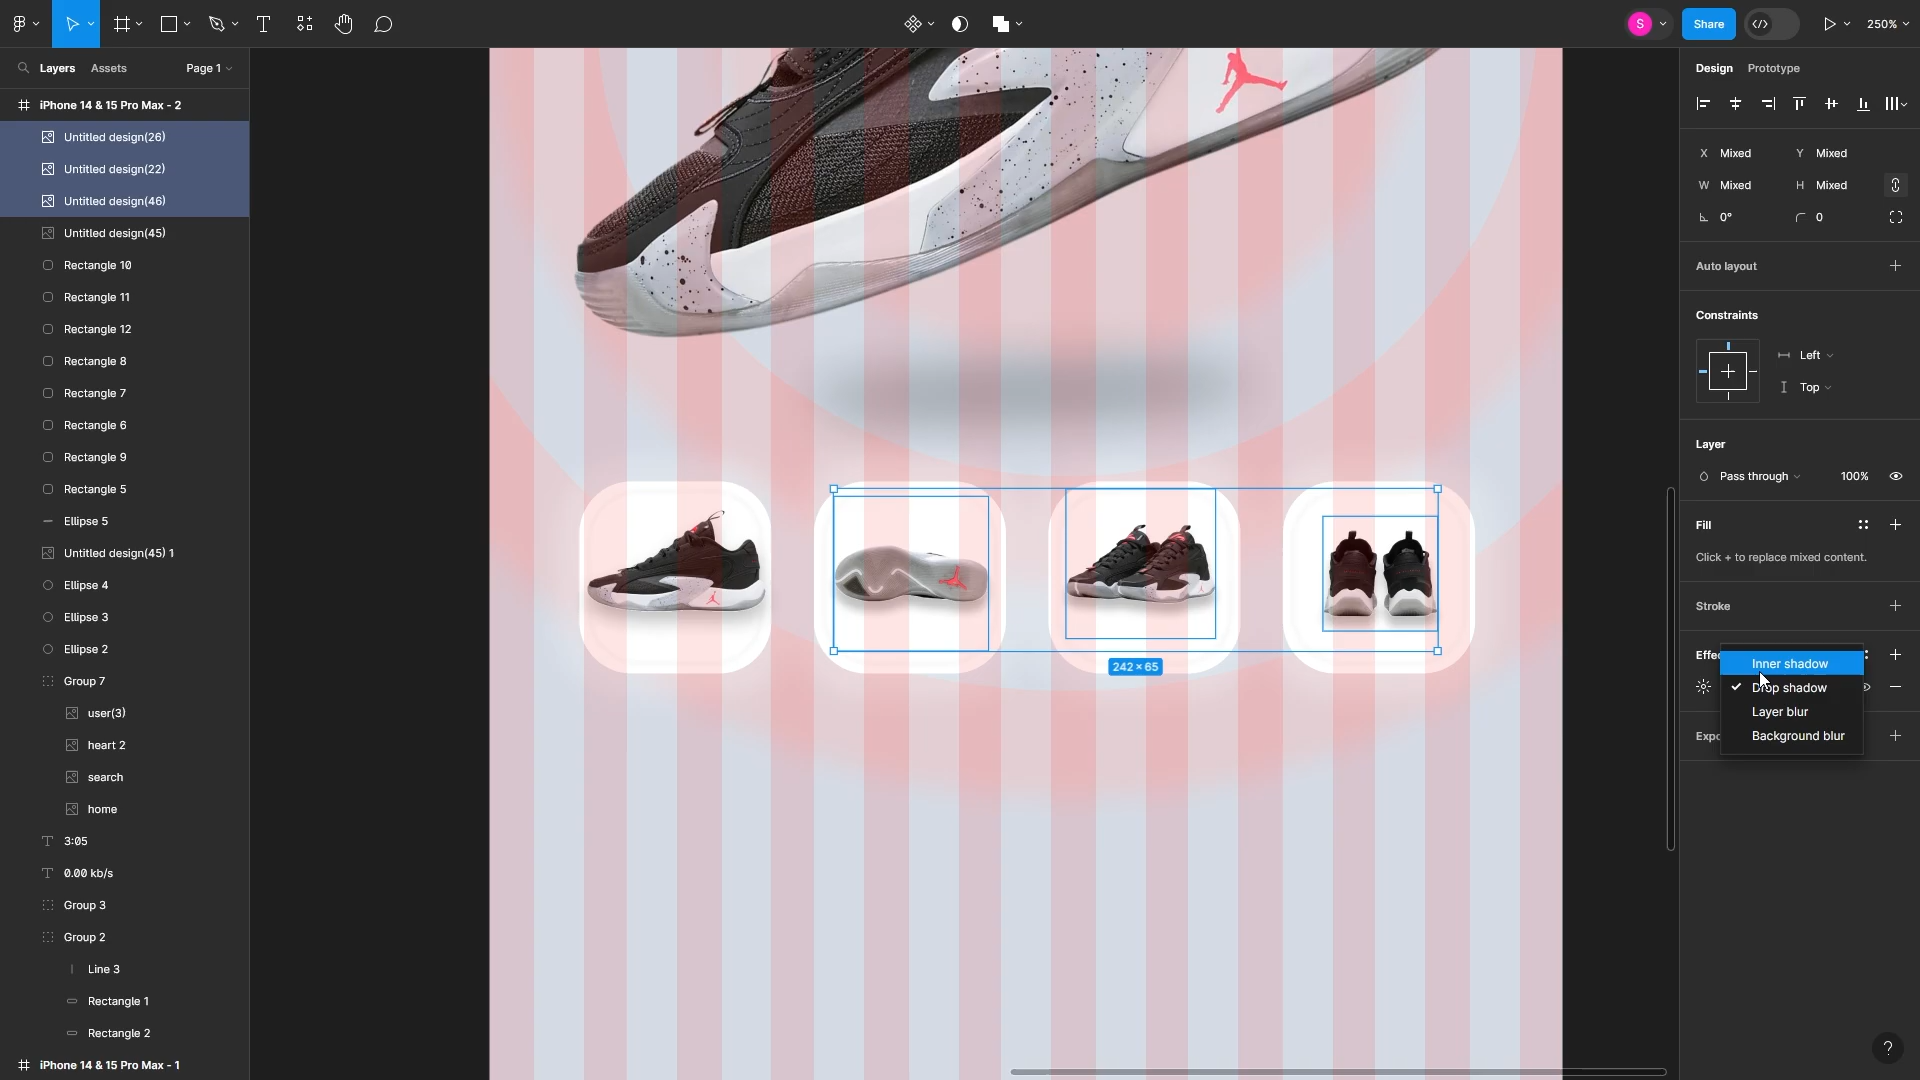 S
Share
250%
Layers
Assets
Page 1
iPhone 14 & 15 Pro Max - 2
Untitled design(26)
Untitled design(22)
Untitled design(46)
Untitled design(45)
Rectangle 10
Rectangle 11
Rectangle 12
Rectangle 8
Rectangle 7
Rectangle 6
Rectangle 9
Rectangle 5
Ellipse 5
Untitled design(45) 1
Ellipse 4
Ellipse 3
Ellipse 2
Group 7
user(3)
heart 2
search
home
3:05
0.00 kb/s
Group 3
Group 2
Line 3
Rectangle 1
Rectangle 2
iPhone 14 & 15 Pro Max - 1
242 × 65
Design
Prototype
X Mixed
Y Mixed
W Mixed
H Mixed
0°
0
Auto layout
Constraints
Left
Top
Layer
Pass through
100%
Fill
Click + to replace mixed content.
Stroke
Effec
Inner shadow
Drop shadow
Layer blur
Background blur
Expo
?